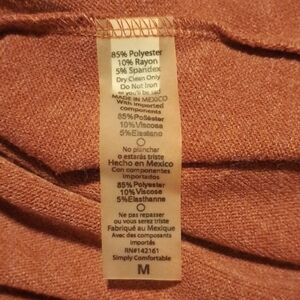 85% Polyester
10% Rayon
5% Spandex
Dry Clean Only
Do Not Iron
or you'll be sad
MADE IN MEXICO
With imported
components
85%Poliéster
10%Viscosa
5%Elastano
No planchar
o estarás triste
Hecho en Mexico
Con componentes
importados
85% Polyester
10%Viscose
5%Elasthanne
Ne pas repasser
ou vous serez triste
Fabriqué au Mexique
Avec des composants
importés
RN#142161
Simply Comfortable
M